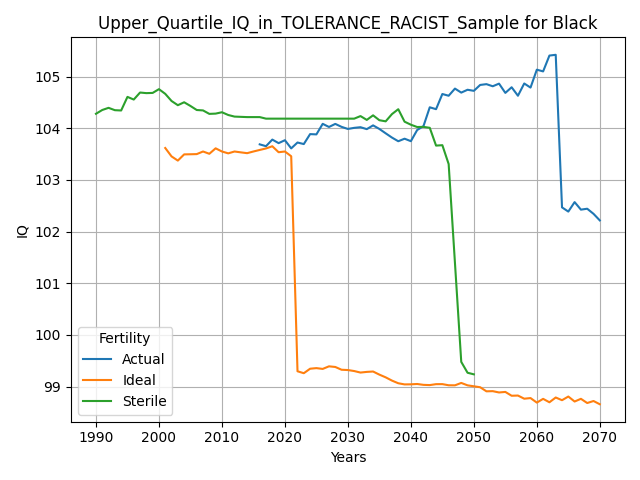 Upper_Quartile_IQ_in_TOLERANCE_RACIST_Sample for Black
IQ
105
104
103
102
101
100
99
Fertility
Actual
Ideal
Sterile
1990 2000 2010 2020 2030 2040 2050 2060 2070
Years